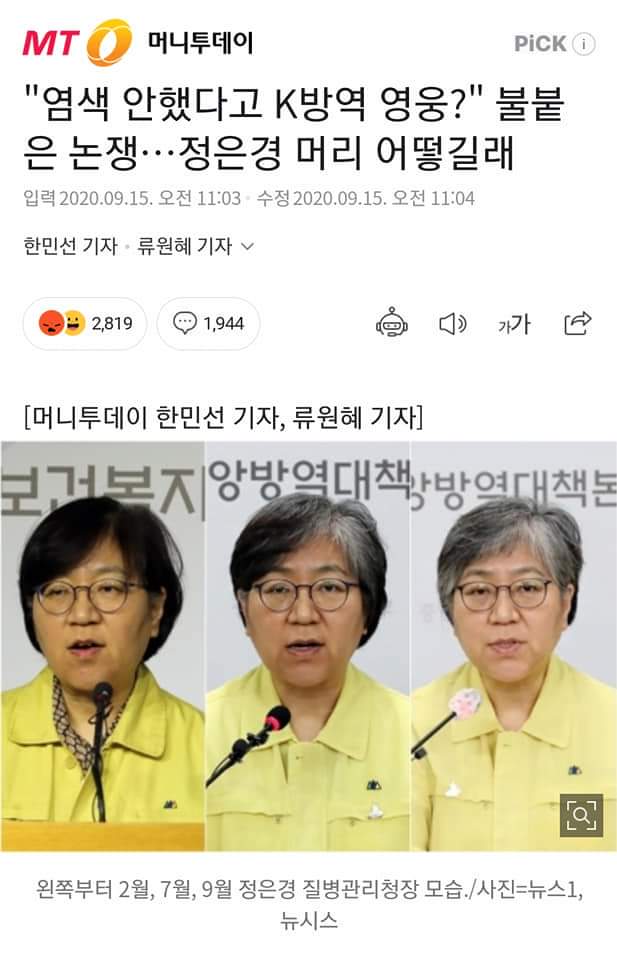 MT 머니투데이
PiCK i
"염색 안했다고 K방역 영웅?" 불붙
은 논쟁…정은경 머리 어떻길래
입력 2020.09.15. 오전 11:03 · 수정 2020.09.15. 오전 11:04
한민선 기자 · 류원혜 기자
2,819
1,944
가가
[머니투데이 한민선 기자, 류원혜 기자]
보건복지
앙방역대책
앙방역대책본
왼쪽부터 2월, 7월, 9월 정은경 질병관리청장 모습./사진=뉴스1,
뉴시스